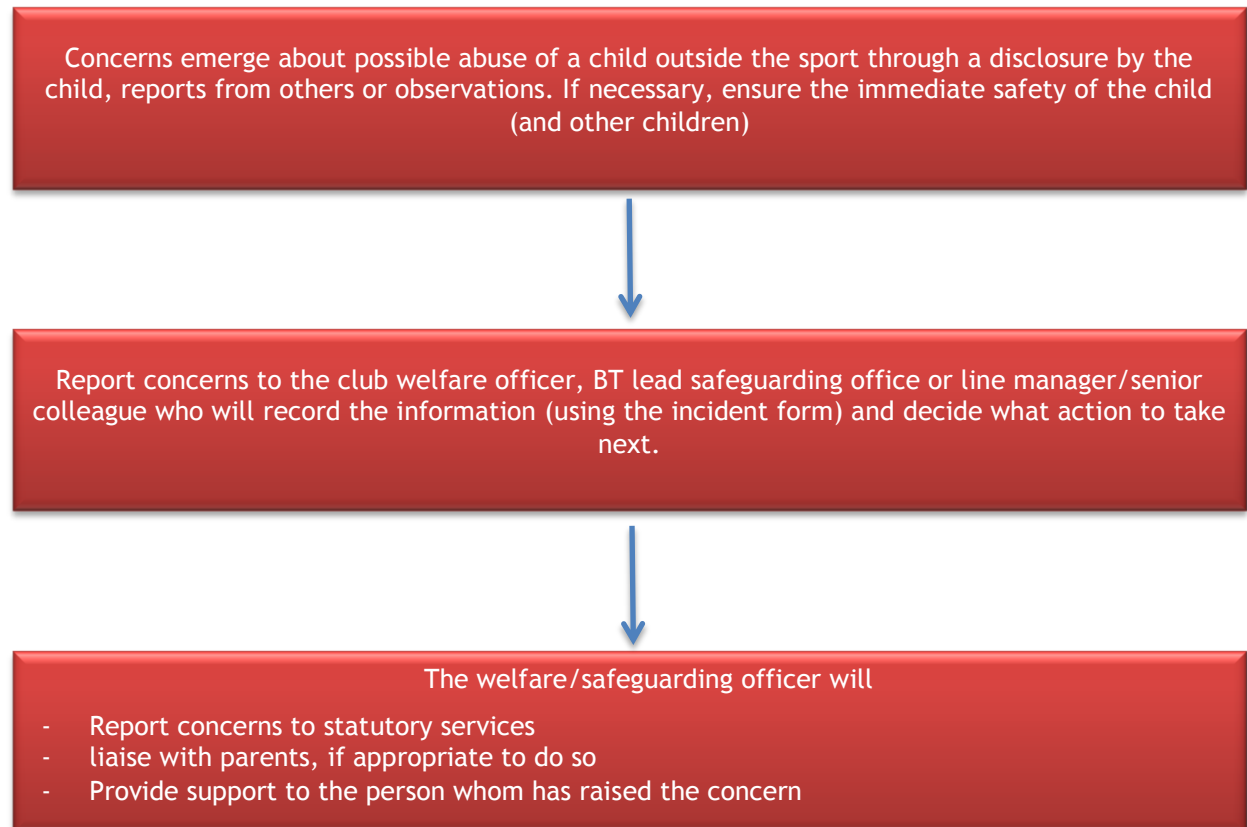 Concerns emerge about possible abuse of a child outside the sport through a disclosure by the
child, reports from others or observations. If necessary, ensure the immediate safety of the child
(and other children)
Report concerns to the club welfare officer, BT lead safeguarding office or line manager/senior
colleague who will record the information (using the incident form) and decide what action to take
next.
The welfare/safeguarding officer will
- Report concerns to statutory services
- liaise with parents, if appropriate to do so
- Provide support to the person whom has raised the concern